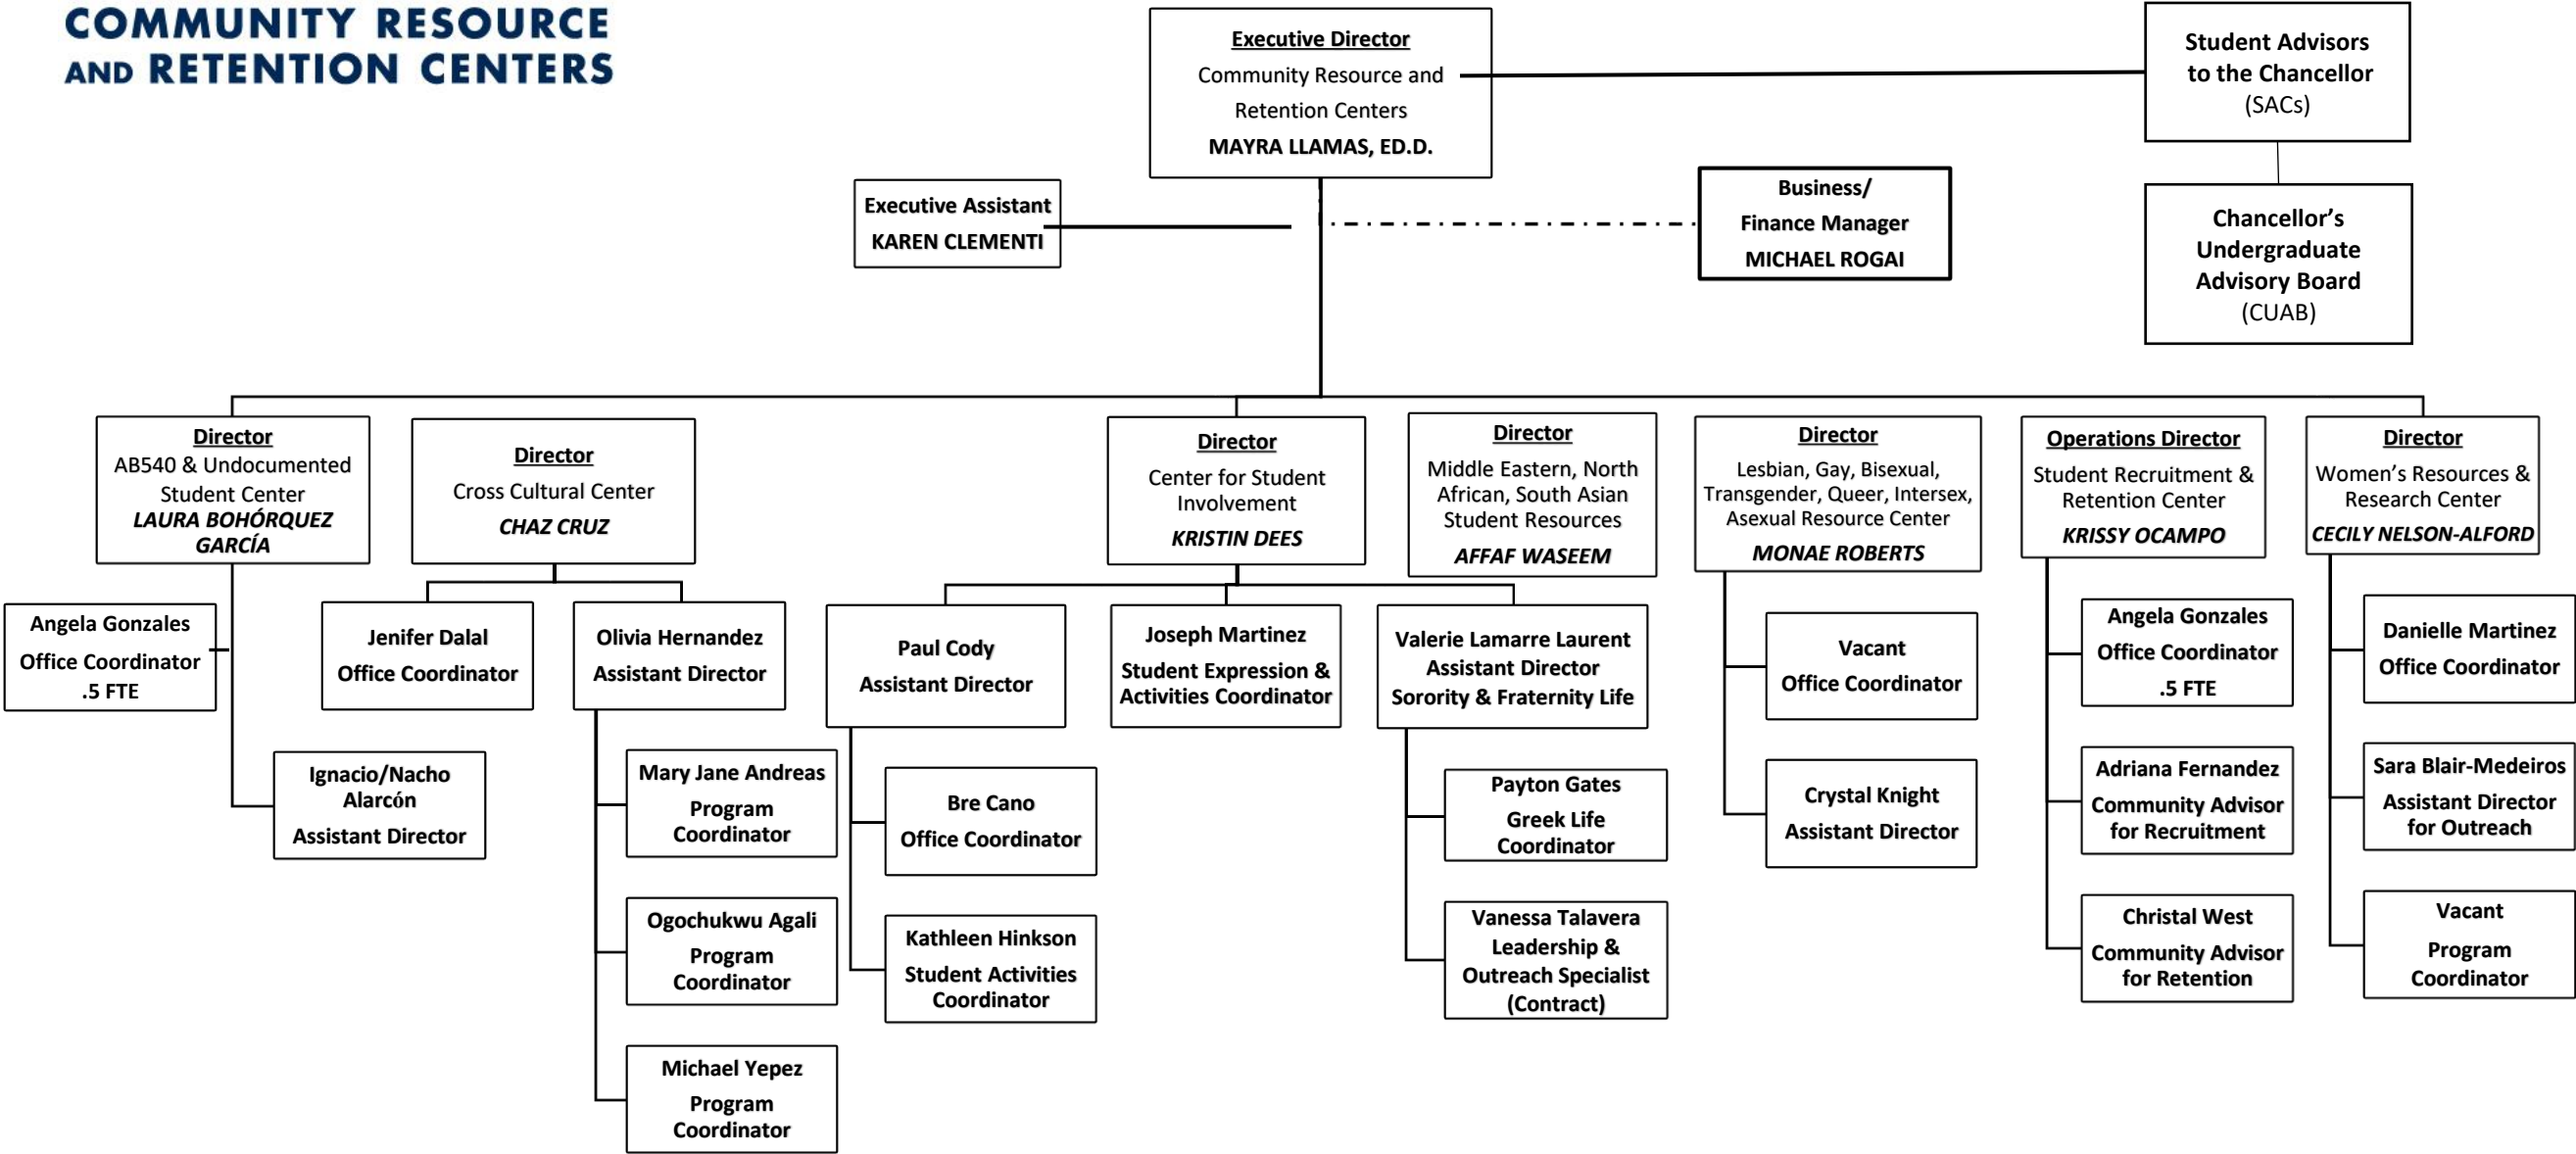 COMMUNITY RESOURCE
AND RETENTION CENTERS
Executive Director
Community Resource and
Retention Centers
MAYRA LLAMAS, ED.D.
Student Advisors
to the Chancellor
(SACs)
Executive Assistant
KAREN CLEMENTI
Business/
Finance Manager
MICHAEL ROGAI
Chancellor’s
Undergraduate
Advisory Board
(CUAB)
Director
AB540 & Undocumented
Student Center
LAURA BOHÓRQUEZ
GARCÍA
Director
Cross Cultural Center
CHAZ CRUZ
Director
Center for Student
Involvement
KRISTIN DEES
Director
Middle Eastern, North
African, South Asian
Student Resources
AFFAF WASEEM
Director
Lesbian, Gay, Bisexual,
Transgender, Queer, Intersex,
Asexual Resource Center
MONAE ROBERTS
Operations Director
Student Recruitment &
Retention Center
KRISSY OCAMPO
Director
Women’s Resources &
Research Center
CECILY NELSON-ALFORD
Angela Gonzales
Office Coordinator
.5 FTE
Jenifer Dalal
Office Coordinator
Olivia Hernandez
Assistant Director
Paul Cody
Assistant Director
Joseph Martinez
Student Expression &
Activities Coordinator
Valerie Lamarre Laurent
Assistant Director
Sorority & Fraternity Life
Vacant
Office Coordinator
Angela Gonzales
Office Coordinator
.5 FTE
Danielle Martinez
Office Coordinator
Ignacio/Nacho
Alarcón
Assistant Director
Mary Jane Andreas
Program
Coordinator
Bre Cano
Office Coordinator
Payton Gates
Greek Life
Coordinator
Crystal Knight
Assistant Director
Adriana Fernandez
Community Advisor
for Recruitment
Sara Blair-Medeiros
Assistant Director
for Outreach
Ogochukwu Agali
Program
Coordinator
Kathleen Hinkson
Student Activities
Coordinator
Vanessa Talavera
Leadership &
Outreach Specialist
(Contract)
Christal West
Community Advisor
for Retention
Vacant
Program
Coordinator
Michael Yepez
Program
Coordinator